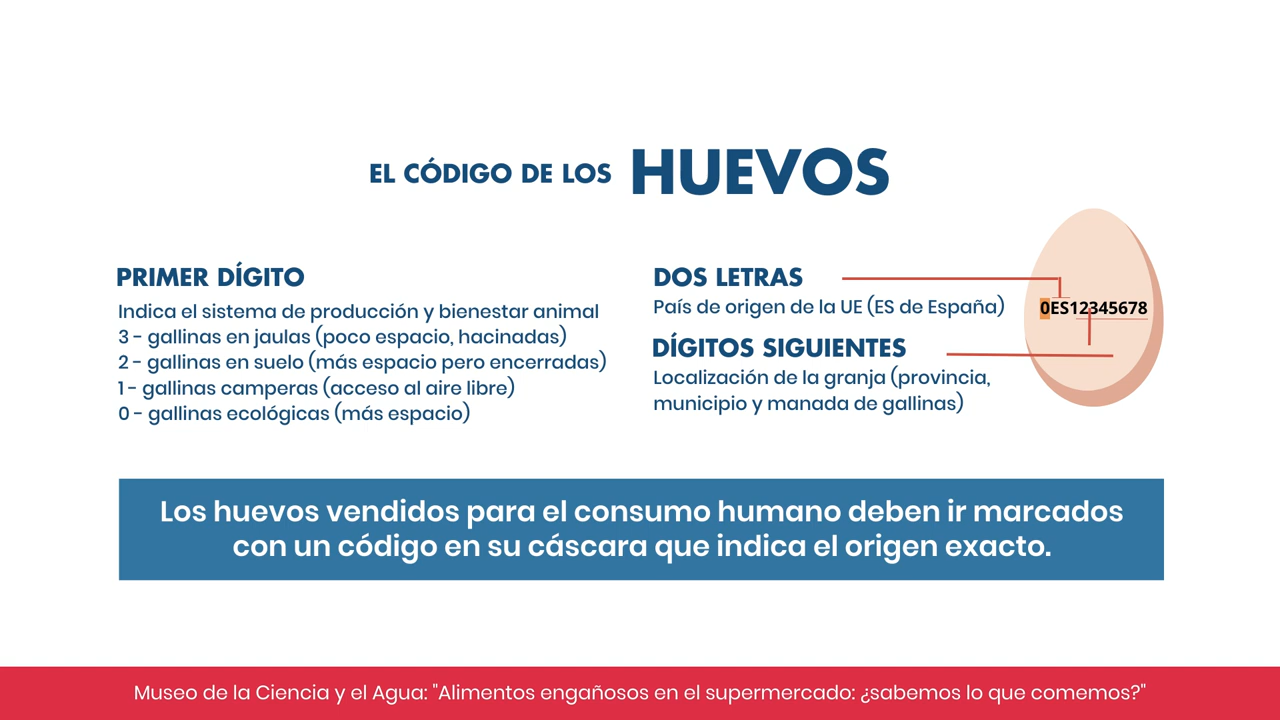 EL CÓDIGO DE LOS HUEVOS
PRIMER DÍGITO
Indica el sistema de producción y bienestar animal
3 - gallinas en jaulas (poco espacio, hacinadas)
2 - gallinas en suelo (más espacio pero encerradas)
1 - gallinas camperas (acceso al aire libre)
0 - gallinas ecológicas (más espacio)
DOS LETRAS
País de origen de la UE (ES de España)
DÍGITOS SIGUIENTES
Localización de la granja (provincia,
municipio y manada de gallinas)
0ES12345678
Los huevos vendidos para el consumo humano deben ir marcados
con un código en su cáscara que indica el origen exacto.
Museo de la Ciencia y el Agua: "Alimentos engañosos en el supermercado: ¿sabemos lo que comemos?"